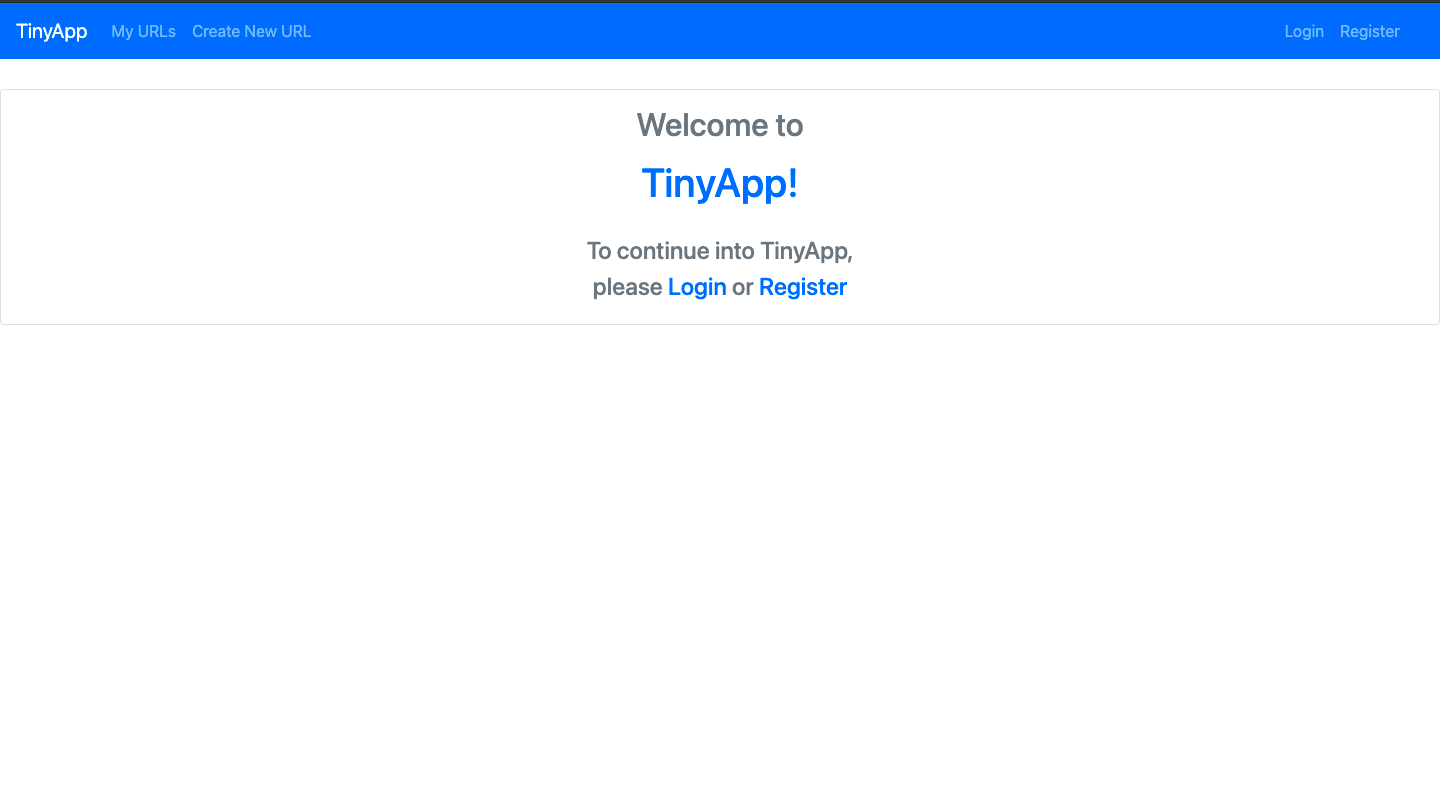 TinyApp My URLs Create New URL Login Register
Welcome to
TinyApp!
To continue into TinyApp,
please Login or Register